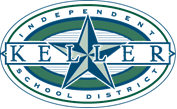 INDEPENDENT
KELLER
SCHOOL DISTRICT